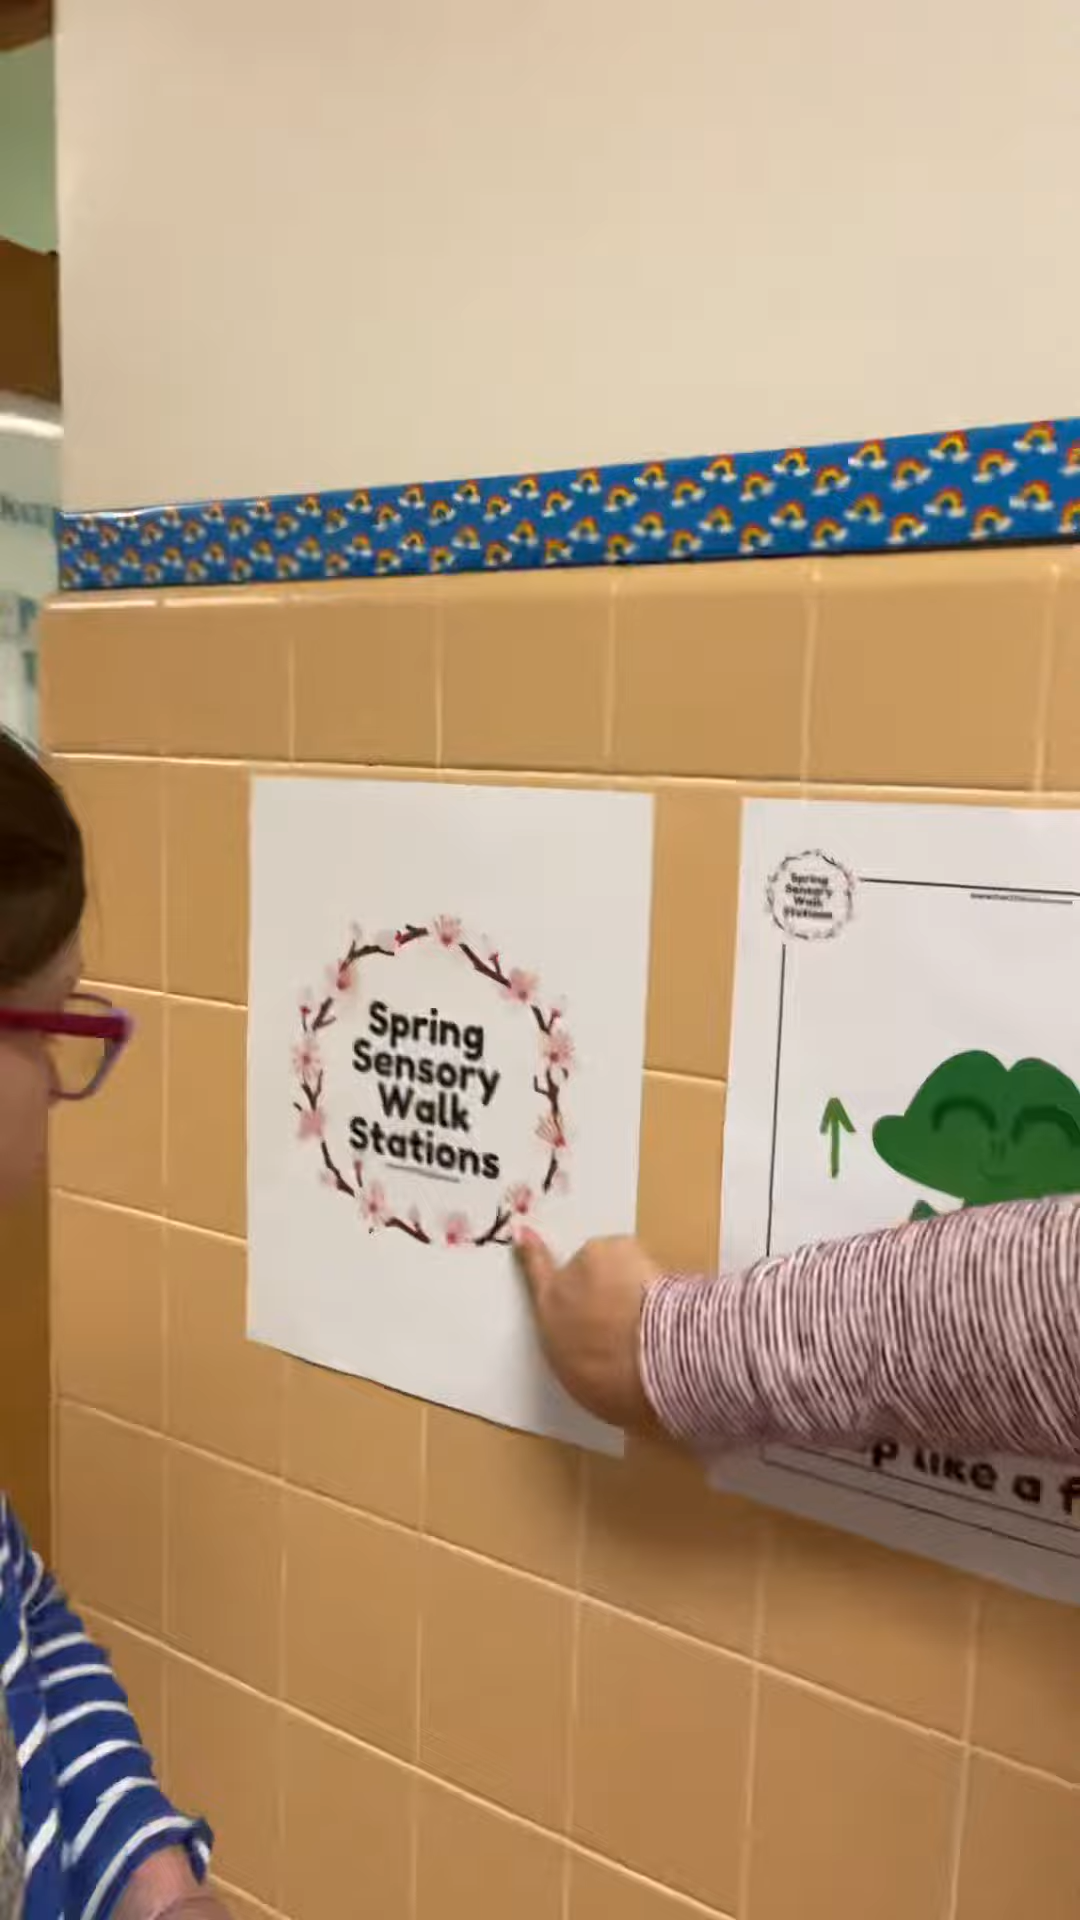 Spring
Sensory
Walk
Stations
Spring
Sensory
Walk
Stations
like a